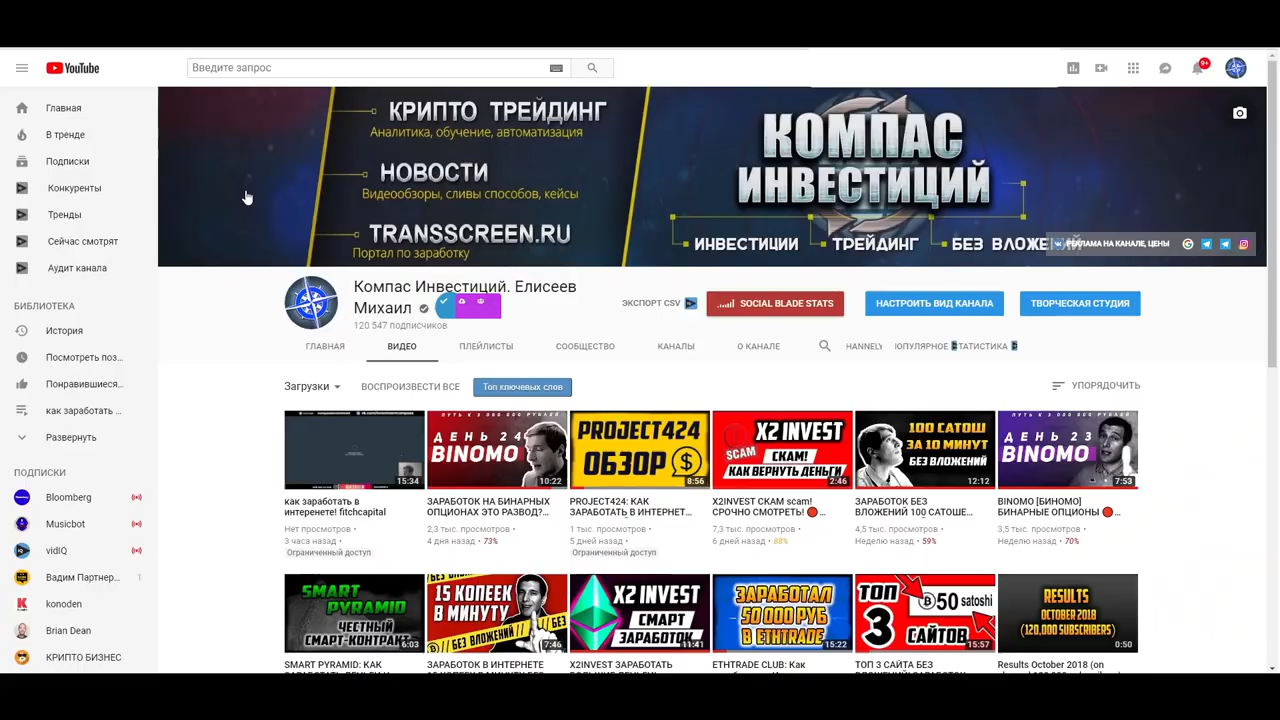 YouTube
Введите запрос
9+
Главная
В тренде
Подписки
Конкуренты
Тренды
Сейчас смотрят
Аудит канала
БИБЛИОТЕКА
История
Посмотреть поз...
Понравившиеся...
как заработать ...
Развернуть
ПОДПИСКИ
Bloomberg
Musicbot
vidIQ
Вадим Партнер...
1
konoden
Brian Dean
КРИПТО БИЗНЕС
КРИПТО ТРЕЙДИНГ
Аналитика, обучение, автоматизация
НОВОСТИ
Видеообзоры, сливы способов, кейсы
TRANSSCREEN.RU
Портал по заработку
КОМПАС
ИНВЕСТИЦИЙ
ИНВЕСТИЦИИ
ТРЕЙДИНГ
БЕЗ ВЛОЖЕ
РЕКЛАМА НА КАНАЛЕ, ЦЕНЫ
Компас Инвестиций. Елисеев
Михаил
120 547 подписчиков
ЭКСПОРТ CSV
SOCIAL BLADE STATS
НАСТРОИТЬ ВИД КАНАЛА
ТВОРЧЕСКАЯ СТУДИЯ
ГЛАВНАЯ
ВИДЕО
ПЛЕЙЛИСТЫ
СООБЩЕСТВО
КАНАЛЫ
О КАНАЛЕ
HANNELY
ІОПУЛЯРНОЕ
ТАТИСТИКА
Загрузки
ВОСПРОИЗВЕСТИ ВСЕ
Топ ключевых слов
УПОРЯДОЧИТЬ
15:34
ДЕНЬ 24
BINOMO
10:22
PROJECT424
ОБЗОР
8:56
X2 INVEST
SCAM
СКАМ!
КАК ВЕРНУТЬ ДЕНЬГИ
2:46
100 САТОШ
ЗА 10 МИНУТ
БЕЗ ВЛОЖЕНИЙ
12:12
ДЕНЬ 23
BINOMO
7:53
как заработать в
интеренете! fitchcapital
Нет просмотров •
3 часа назад •
Ограниченный доступ
ЗАРАБОТОК НА БИНАРНЫХ
ОПЦИОНАХ ЭТО РАЗВОД?...
2,3 тыс. просмотров •
4 дня назад • 73%
PROJECT424: КАК
ЗАРАБОТАТЬ В ИНТЕРНЕТ...
1 тыс. просмотров •
5 дней назад •
Ограниченный доступ
X2INVEST СКАМ scam!
СРОЧНО СМОТРЕТЬ! 🔴 ...
7,3 тыс. просмотров •
6 дней назад • 88%
ЗАРАБОТОК БЕЗ
ВЛОЖЕНИЙ 100 САТОШЕ...
4,5 тыс. просмотров •
Неделю назад • 59%
BINOMO [БИНОМО]
БИНАРНЫЕ ОПЦИОНЫ 🔴 ...
3,5 тыс. просмотров •
Неделю назад • 70%
SMART
PYRAMID
ЧЕСТНЫЙ
СМАРТ-КОНТРАКТ
6:03
БЕЗ ВЛОЖЕНИЙ
15 КОПЕЕК
В МИНУТУ
БЕЗ ВЛОЖЕНИЙ
7:46
X2 INVEST
СМАРТ
ЗАРАБОТОК
11:41
ЗАРАБОТАЛ
50 000 РУБ
В ETHTRADE
15:22
ТОП
3
50 satoshi
САЙТОВ
15:57
RESULTS
OCTOBER 2018
(120,000 SUBSCRIBERS)
0:50
SMART PYRAMID: КАК
ЗАРАБОТОК В ИНТЕРНЕТЕ
X2INVEST ЗАРАБОТАТЬ
ETHTRADE CLUB: Как
ТОП 3 САЙТА БЕЗ
Results October 2018 (on